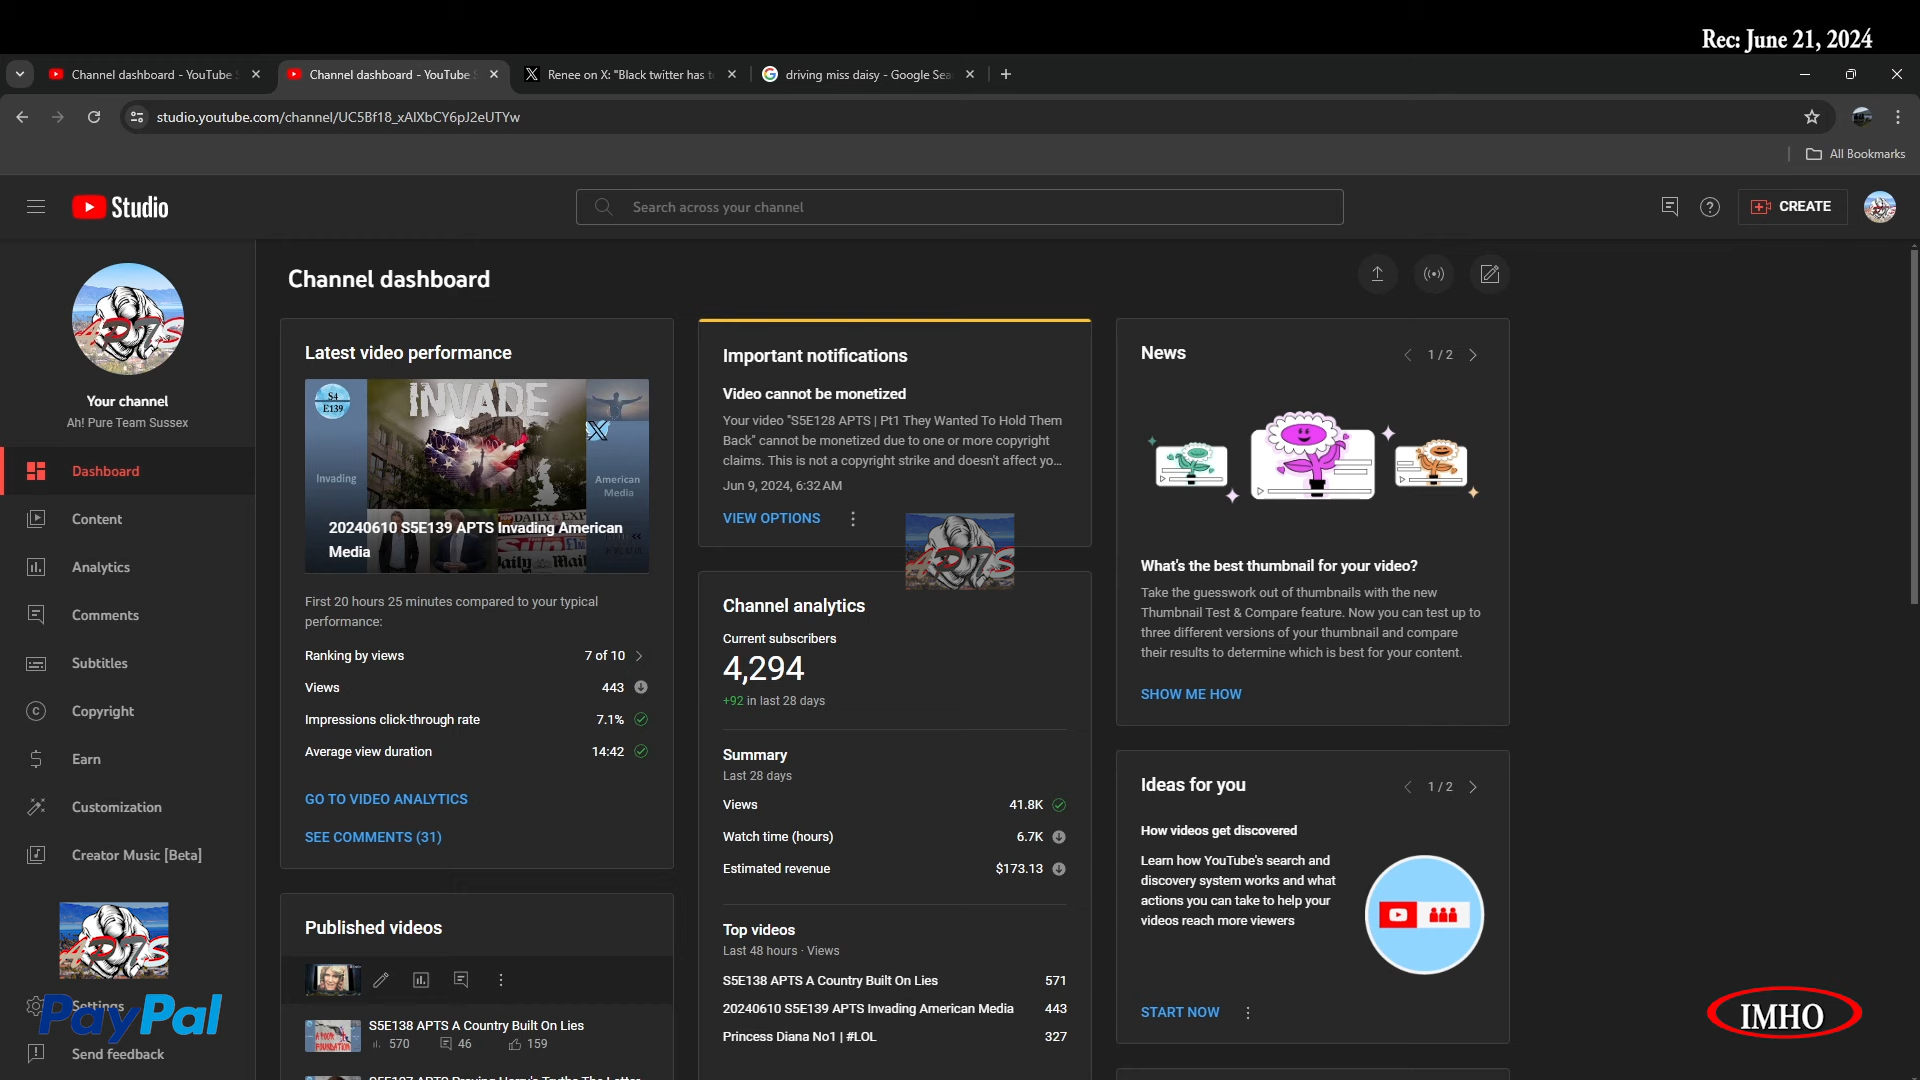 Rec: June 21, 2024
Channel dashboard - YouTube S
Channel dashboard - YouTube S
Renee on X: "Black twitter has t
driving miss daisy - Google Sea
studio.youtube.com/channel/UC5Bf18_xAIXbCY6pJ2eUTYw
All Bookmarks
Studio
Search across your channel
CREATE
APTS
Your channel
Ah! Pure Team Sussex
Dashboard
Content
Analytics
Comments
Subtitles
Copyright
Earn
Customization
Creator Music [Beta]
APTS
Settings
PayPal
Send feedback
Channel dashboard
Latest video performance
S4
E139
INVADE
Invading
American
Media
20240610 S5E139 APTS Invading American
Media
First 20 hours 25 minutes compared to your typical
performance:
Ranking by views 7 of 10
Views 443
Impressions click-through rate 7.1%
Average view duration 14:42
GO TO VIDEO ANALYTICS
SEE COMMENTS (31)
Published videos
S5E138 APTS A Country Built On Lies
570 46 159
Important notifications
Video cannot be monetized
Your video "S5E128 APTS | Pt1 They Wanted To Hold Them
Back" cannot be monetized due to one or more copyright
claims. This is not a copyright strike and doesn't affect yo...
Jun 9, 2024, 6:32 AM
VIEW OPTIONS
APTS
Channel analytics
Current subscribers
4,294
+92 in last 28 days
Summary
Last 28 days
Views 41.8K
Watch time (hours) 6.7K
Estimated revenue $173.13
Top videos
Last 48 hours · Views
S5E138 APTS A Country Built On Lies 571
20240610 S5E139 APTS Invading American Media 443
Princess Diana No1 | #LOL 327
News
1 / 2
What's the best thumbnail for your video?
Take the guesswork out of thumbnails with the new
Thumbnail Test & Compare feature. Now you can test up to
three different versions of your thumbnail and compare
their results to determine which is best for your content.
SHOW ME HOW
Ideas for you
1 / 2
How videos get discovered
Learn how YouTube's search and
discovery system works and what
actions you can take to help your
videos reach more viewers
START NOW
IMHO